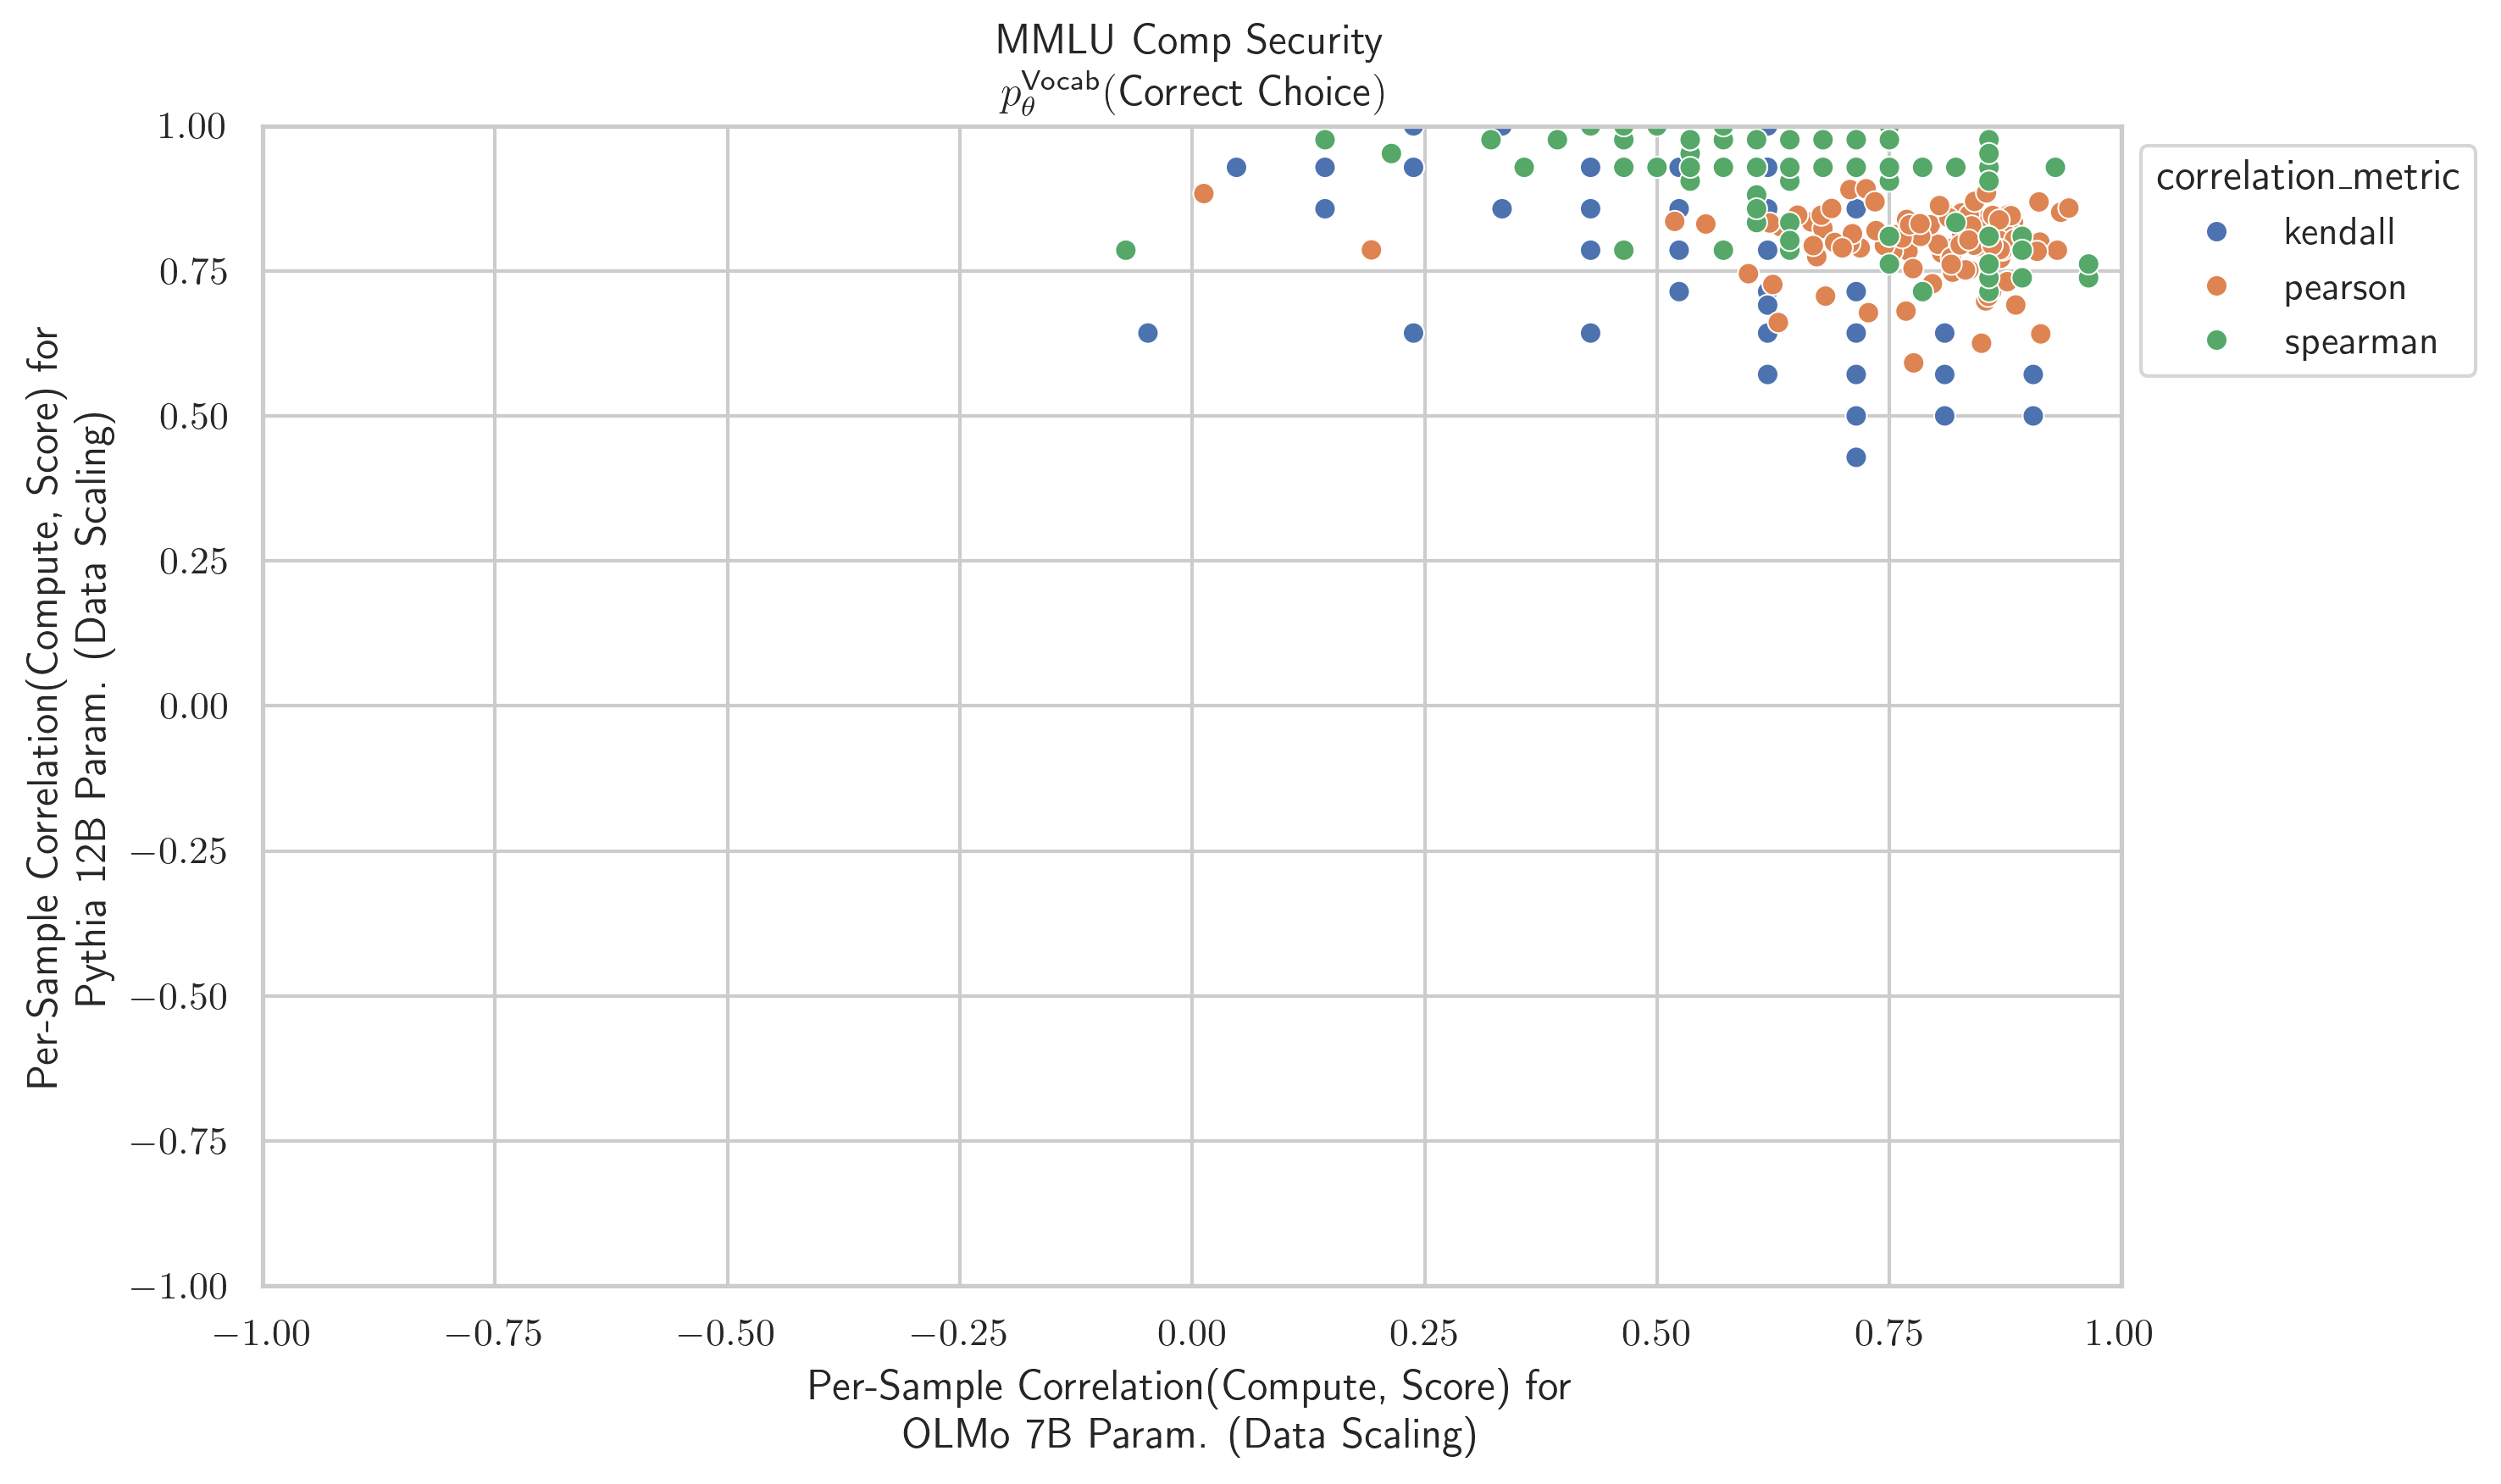 MMLU Comp Security
p_θ^Vocab(Correct Choice)
1.00
0.75
0.50
0.25
0.00
−0.25
−0.50
−0.75
−1.00
Per-Sample Correlation(Compute, Score) for
Pythia 12B Param. (Data Scaling)
−1.00 −0.75 −0.50 −0.25 0.00 0.25 0.50 0.75 1.00
Per-Sample Correlation(Compute, Score) for
OLMo 7B Param. (Data Scaling)
correlation_metric
kendall
pearson
spearman